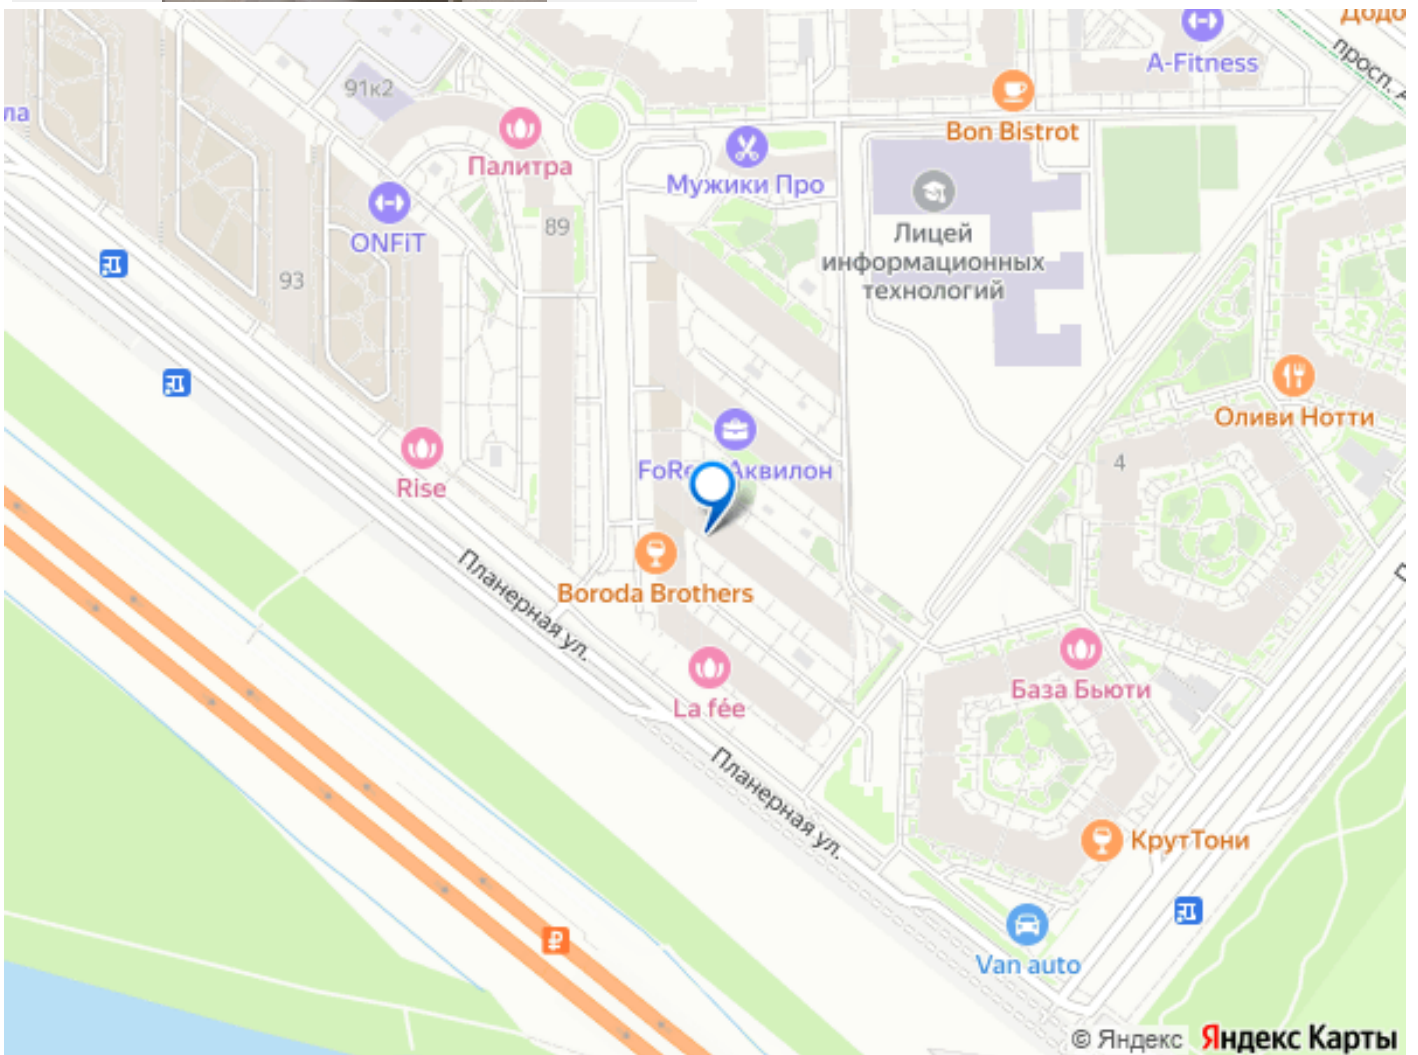 Додо
A-Fitness
просп. А
91к2
ла
Bon Bistrot
Палитра
Мужики Про
ONFiT
89
Лицей
информационных
технологий
93
Оливи Нотти
4
Аквилон
Rise
Планерная ул.
Boroda Brothers
La fée
База Бьюти
Планерная ул.
КрутТони
Van auto
© Яндекс Яндекс Карты